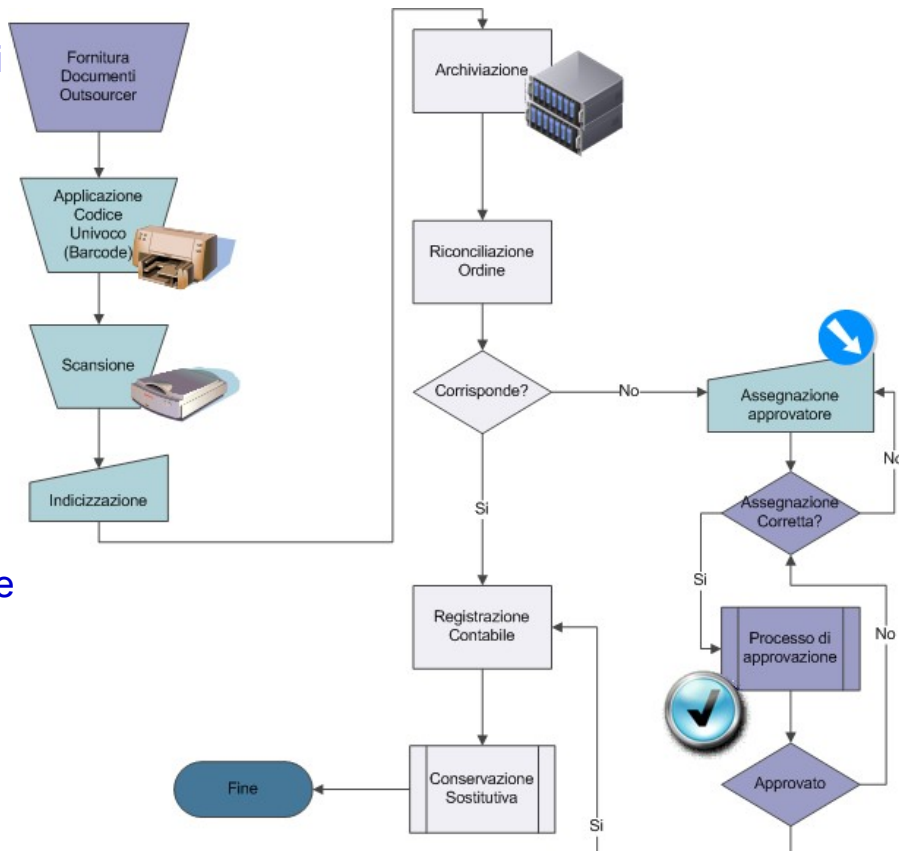 i
Fornitura
Documenti
Outsourcer
Applicazione
Codice
Univoco
(Barcode)
Scansione
Indicizzazione
e
Archiviazione
Riconciliazione
Ordine
Corrisponde?
No
Si
Registrazione
Contabile
Conservazione
Sostitutiva
Fine
Assegnazione
approvatore
No
Assegnazione
Corretta?
Si
Processo di
approvazione
No
Approvato
Si